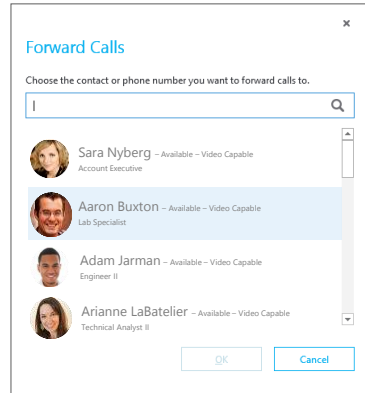 Forward Calls
Choose the contact or phone number you want to forward calls to.
Sara Nyberg – Available – Video Capable
Account Executive
Aaron Buxton – Available – Video Capable
Lab Specialist
Adam Jarman – Available – Video Capable
Engineer II
Arianne LaBatelier – Available – Video Capable
Technical Analyst II
OK Cancel